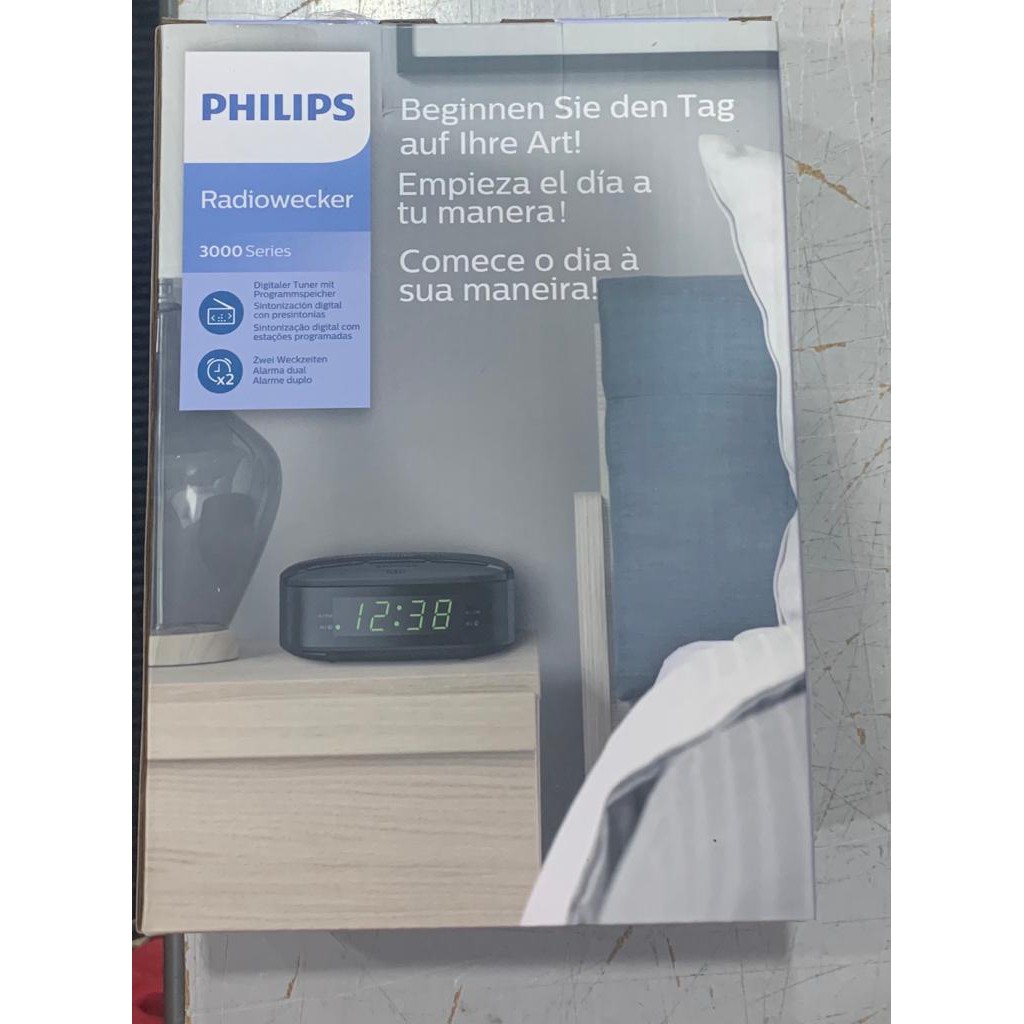 PHILIPS
Radiowecker
3000 Series
Digitaler Tuner mit
Programmspeicher
Sintonización digital
con presintonías
Sintonização digital com
estações programadas
x2
Zwei Weckzeiten
Alarma dual
Alarme duplo
Beginnen Sie den Tag
auf Ihre Art!
Empieza el día a
tu manera!
Comece o dia à
sua maneira!
12:38